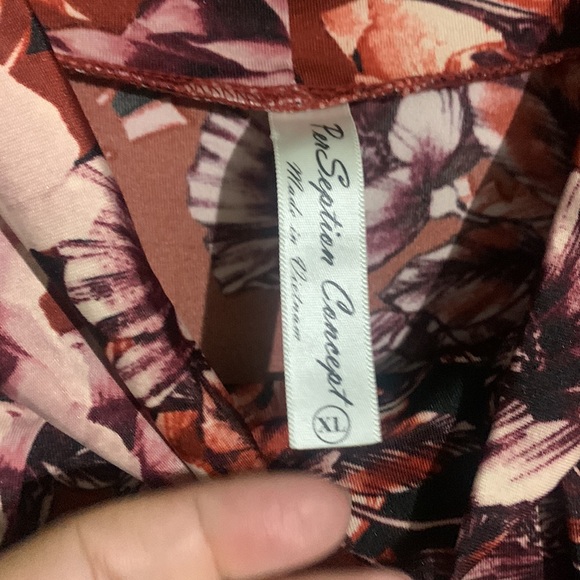 PerSeption Concept
Made in Vietnam
XL